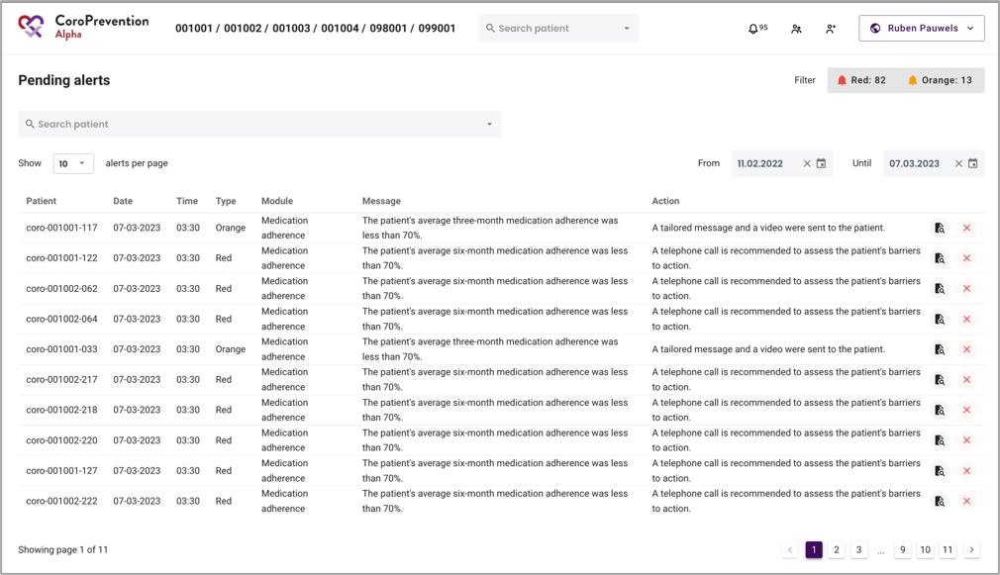 CoroPrevention
Alpha
001001 / 001002 / 001003 / 001004 / 098001 / 099001
Search patient
95
Ruben Pauwels
Pending alerts
Filter
Red: 82
Orange: 13
Search patient
Show 10 alerts per page
From 11.02.2022
Until 07.03.2023
Patient Date Time Type Module Message Action
coro-001001-117 07-03-2023 03:30 Orange Medication adherence The patient's average three-month medication adherence was less than 70%. A tailored message and a video were sent to the patient.
coro-001001-122 07-03-2023 03:30 Red Medication adherence The patient's average six-month medication adherence was less than 70%. A telephone call is recommended to assess the patient's barriers to action.
coro-001002-062 07-03-2023 03:30 Red Medication adherence The patient's average six-month medication adherence was less than 70%. A telephone call is recommended to assess the patient's barriers to action.
coro-001002-064 07-03-2023 03:30 Red Medication adherence The patient's average six-month medication adherence was less than 70%. A telephone call is recommended to assess the patient's barriers to action.
coro-001001-033 07-03-2023 03:30 Orange Medication adherence The patient's average three-month medication adherence was less than 70%. A tailored message and a video were sent to the patient.
coro-001002-217 07-03-2023 03:30 Red Medication adherence The patient's average six-month medication adherence was less than 70%. A telephone call is recommended to assess the patient's barriers to action.
coro-001002-218 07-03-2023 03:30 Red Medication adherence The patient's average six-month medication adherence was less than 70%. A telephone call is recommended to assess the patient's barriers to action.
coro-001002-220 07-03-2023 03:30 Red Medication adherence The patient's average six-month medication adherence was less than 70%. A telephone call is recommended to assess the patient's barriers to action.
coro-001001-127 07-03-2023 03:30 Red Medication adherence The patient's average six-month medication adherence was less than 70%. A telephone call is recommended to assess the patient's barriers to action.
coro-001002-222 07-03-2023 03:30 Red Medication adherence The patient's average six-month medication adherence was less than 70%. A telephone call is recommended to assess the patient's barriers to action.
Showing page 1 of 11
1 2 3 ... 9 10 11